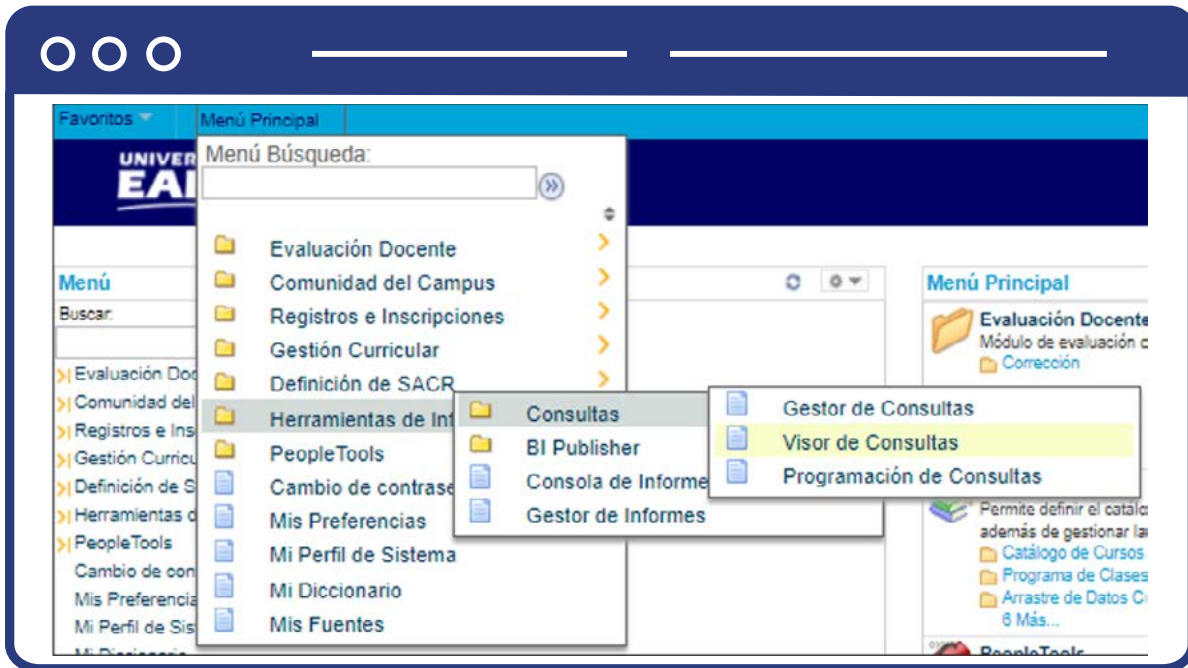 Favoritos
Menú Principal
UNIVER
EA
Menú Búsqueda:
Evaluación Docente
Comunidad del Campus
Registros e Inscripciones
Gestión Curricular
Definición de SACR
Herramientas de Inf
PeopleTools
Cambio de contrase
Mis Preferencias
Mi Perfil de Sistema
Mi Diccionario
Mis Fuentes
Consultas
BI Publisher
Consola de Informe
Gestor de Informes
Gestor de Consultas
Visor de Consultas
Programación de Consultas
Menú
Buscar:
Evaluación Doc
Comunidad del
Registros e Ins
Gestión Curricu
Definición de S
Herramientas d
PeopleTools
Cambio de con
Mis Preferencia
Mi Perfil de Sis
Mi Diccionario
Menú Principal
Evaluación Docente
Módulo de evaluación c
Corrección
Permite definir el catálo
además de gestionar la
Catálogo de Cursos
Programa de Clases
Arrastre de Datos C
6 Más...
PeopleTools